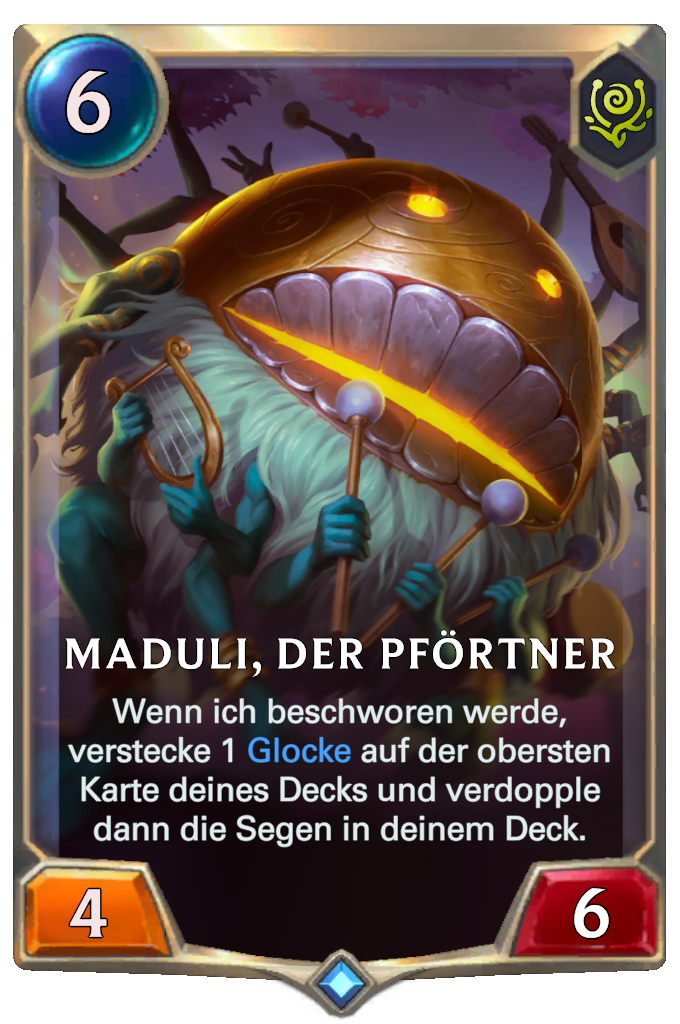 6
MADULI, DER PFÖRTNER
Wenn ich beschworen werde,
verstecke 1 Glocke auf der obersten
Karte deines Decks und verdopple
dann die Segen in deinem Deck.
4
6